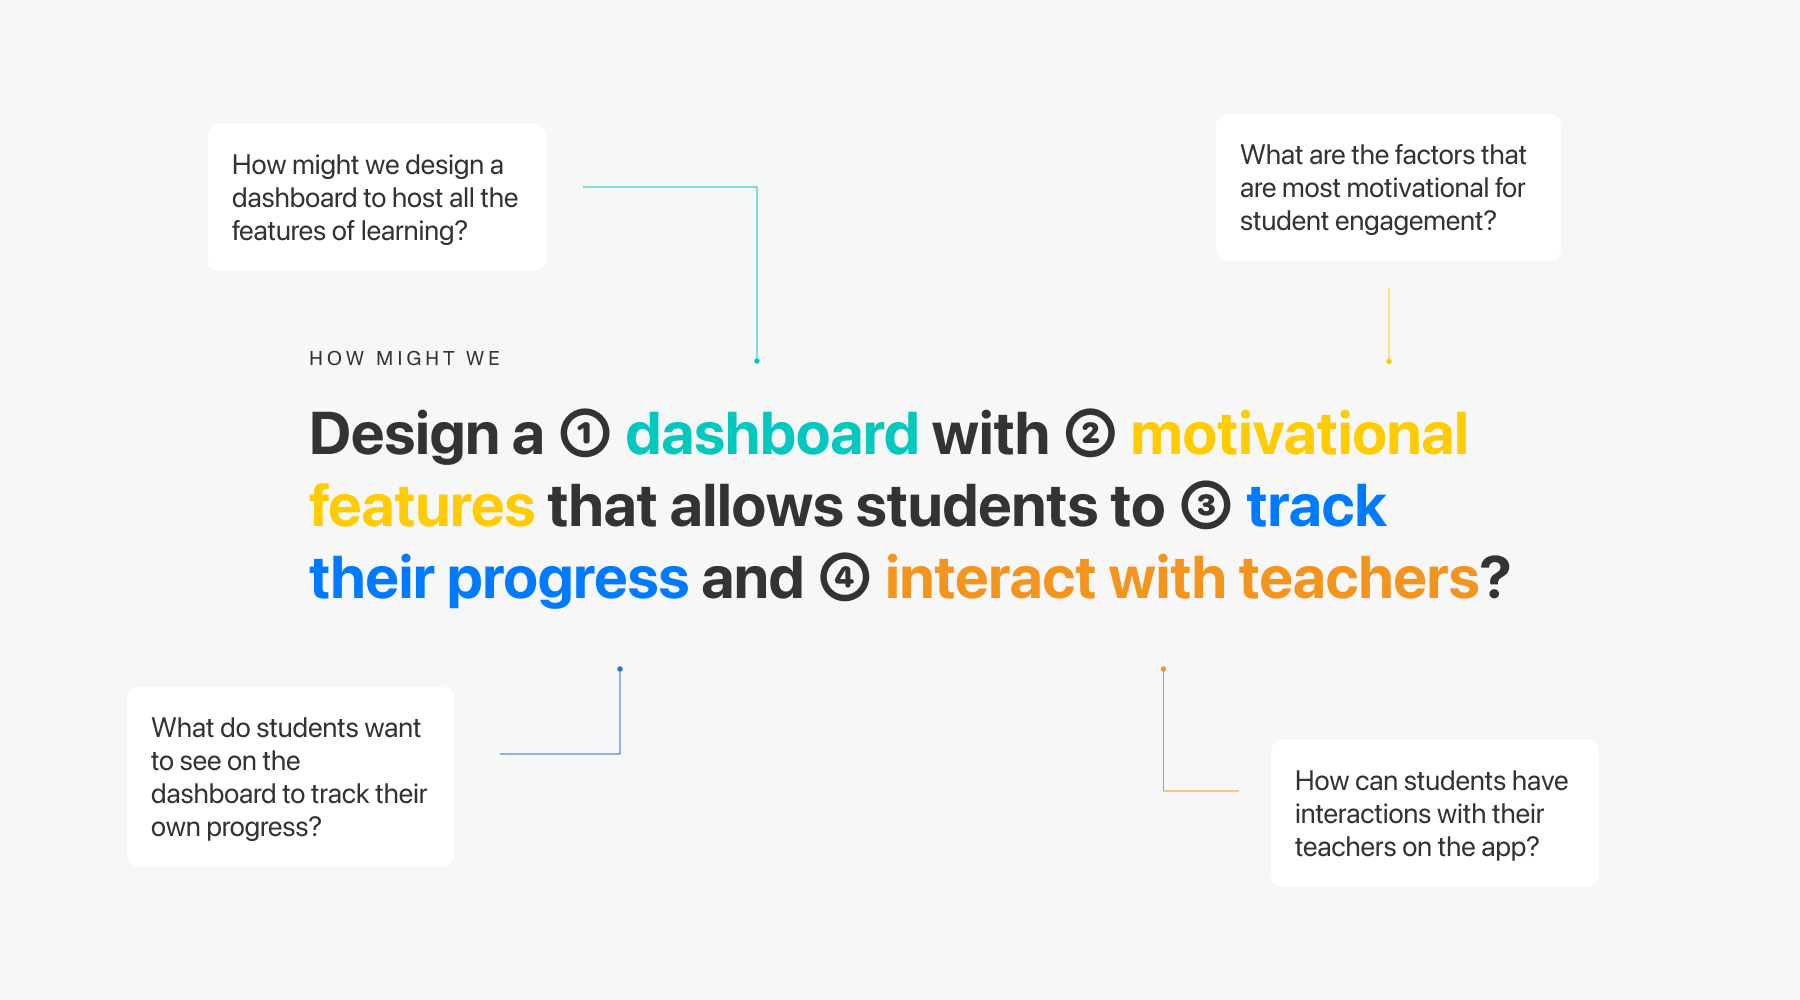 How might we design a
dashboard to host all the
features of learning?
What are the factors that
are most motivational for
student engagement?
HOW MIGHT WE
Design a ① dashboard with ② motivational
features that allows students to ③ track
their progress and ④ interact with teachers?
What do students want
to see on the
dashboard to track their
own progress?
How can students have
interactions with their
teachers on the app?